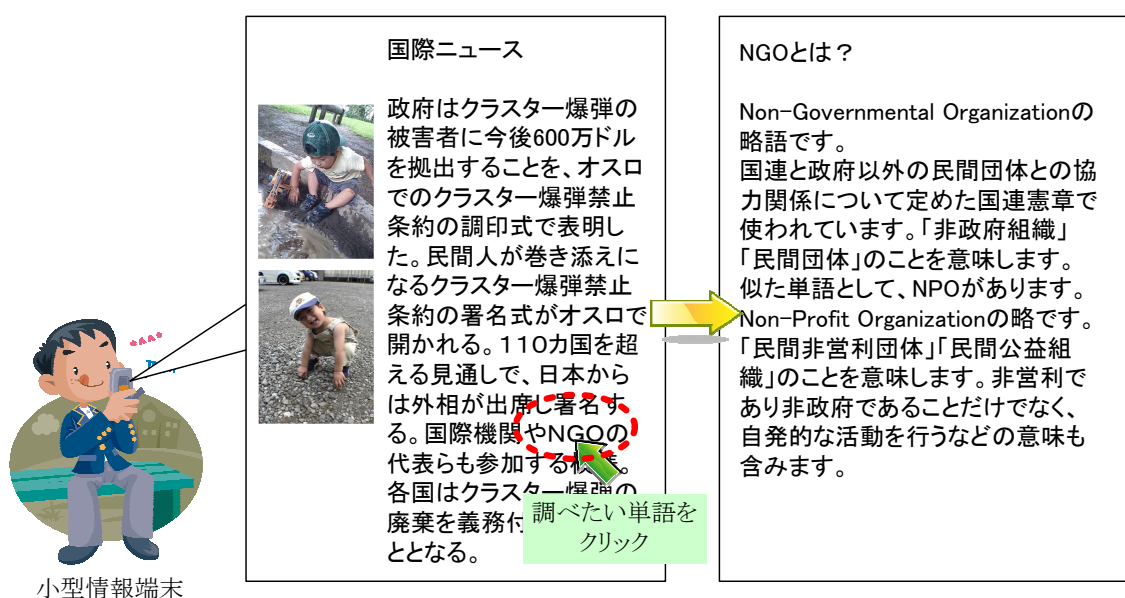 国際ニュース
政府はクラスター爆弾の
被害者に今後600万ドル
を拠出することを、オスロ
でのクラスター爆弾禁止
条約の調印式で表明し
た。民間人が巻き添えに
なるクラスター爆弾禁止
条約の署名式がオスロで
開かれる。110カ国を超
える見通しで、日本から
は外相が出席し署名す
る。国際機関やNGOの
代表らも参加する
各国はクラスター爆弾の
廃棄を義務付
ととなる。
調べたい単語を
クリック
小型情報端末
NGOとは?
Non-Governmental Organizationの
略語です。
国連と政府以外の民間団体との協
力関係について定めた国連憲章で
使われています。「非政府組織」
「民間団体」のことを意味します。
似た単語として、NPOがあります。
Non-Profit Organizationの略です。
「民間非営利団体」「民間公益組
織」のことを意味します。非営利で
あり非政府であることだけでなく、
自発的な活動を行うなどの意味も
含みます。